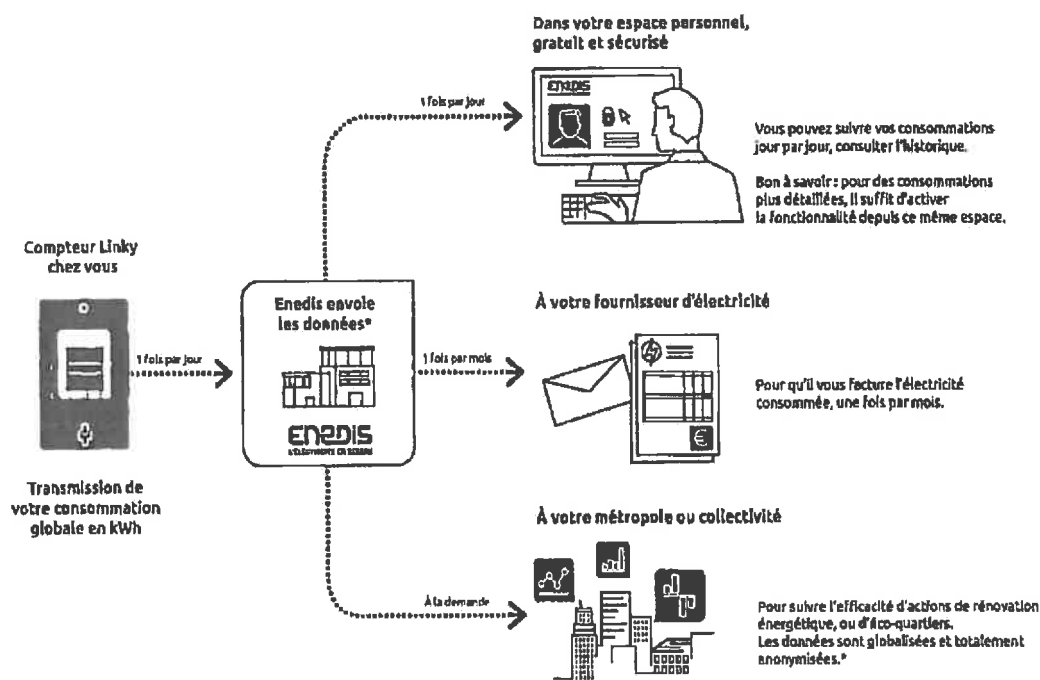 Dans votre espace personnel,
gratuit et sécurisé
ENEDIS
1 fois par jour
Vous pouvez suivre vos consommations
jour par jour, consulter l'historique.
Bon à savoir : pour des consommations
plus détaillées, il suffit d'activer
la fonctionnalité depuis ce même espace.
Compteur Linky
chez vous
1 fois par jour
Transmission de
votre consommation
globale en kWh
Enedis envoie
les données*
ENEDIS
L'ÉLECTRICITÉ EN RÉSEAU
1 fois par mois
À votre fournisseur d'électricité
€
Pour qu'il vous facture l'électricité
consommée, une fois par mois.
À la demande
À votre métropole ou collectivité
Pour suivre l'efficacité d'actions de rénovation
énergétique, ou d'éco-quartiers.
Les données sont globalisées et totalement
anonymisées.*